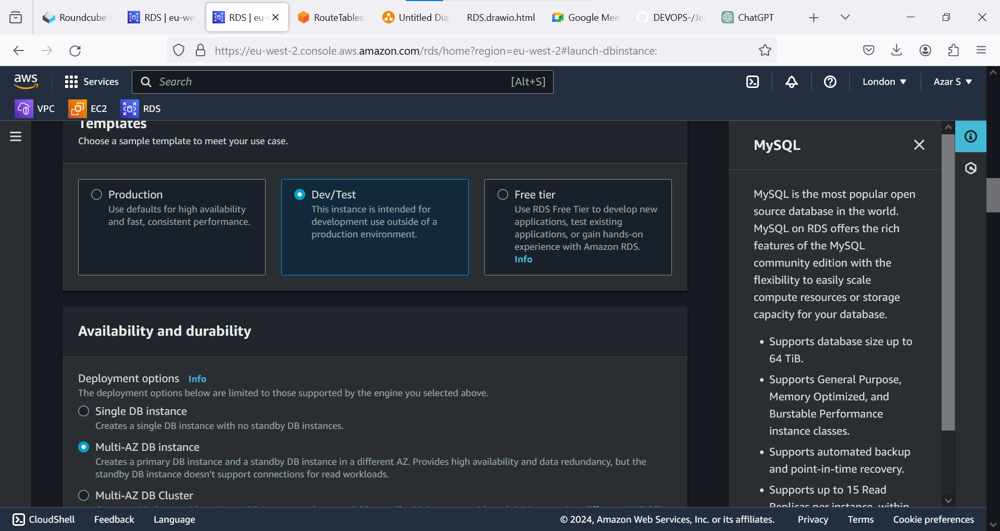 Roundcube
RDS | eu-we
RDS | eu-
RouteTables
Untitled Dia
RDS.drawio.html
Google Mee
DEVOPS-/Je
ChatGPT
https://eu-west-2.console.aws.amazon.com/rds/home?region=eu-west-2#launch-dbinstance:
aws
Services
Search
[Alt+S]
London
Azar S
VPC
EC2
RDS
Templates
Choose a sample template to meet your use case.
Production
Use defaults for high availability
and fast, consistent performance.
Dev/Test
This instance is intended for
development use outside of a
production environment.
Free tier
Use RDS Free Tier to develop new
applications, test existing
applications, or gain hands-on
experience with Amazon RDS.
Info
Availability and durability
Deployment options Info
The deployment options below are limited to those supported by the engine you selected above.
Single DB instance
Creates a single DB instance with no standby DB instances.
Multi-AZ DB instance
Creates a primary DB instance and a standby DB instance in a different AZ. Provides high availability and data redundancy, but the
standby DB instance doesn't support connections for read workloads.
Multi-AZ DB Cluster
MySQL
MySQL is the most popular open
source database in the world.
MySQL on RDS offers the rich
features of the MySQL
community edition with the
flexibility to easily scale
compute resources or storage
capacity for your database.
• Supports database size up to
64 TiB.
• Supports General Purpose,
Memory Optimized, and
Burstable Performance
instance classes.
• Supports automated backup
and point-in-time recovery.
• Supports up to 15 Read
Replicas per instance, within
CloudShell
Feedback
Language
© 2024, Amazon Web Services, Inc. or its affiliates.
Privacy
Terms
Cookie preferences